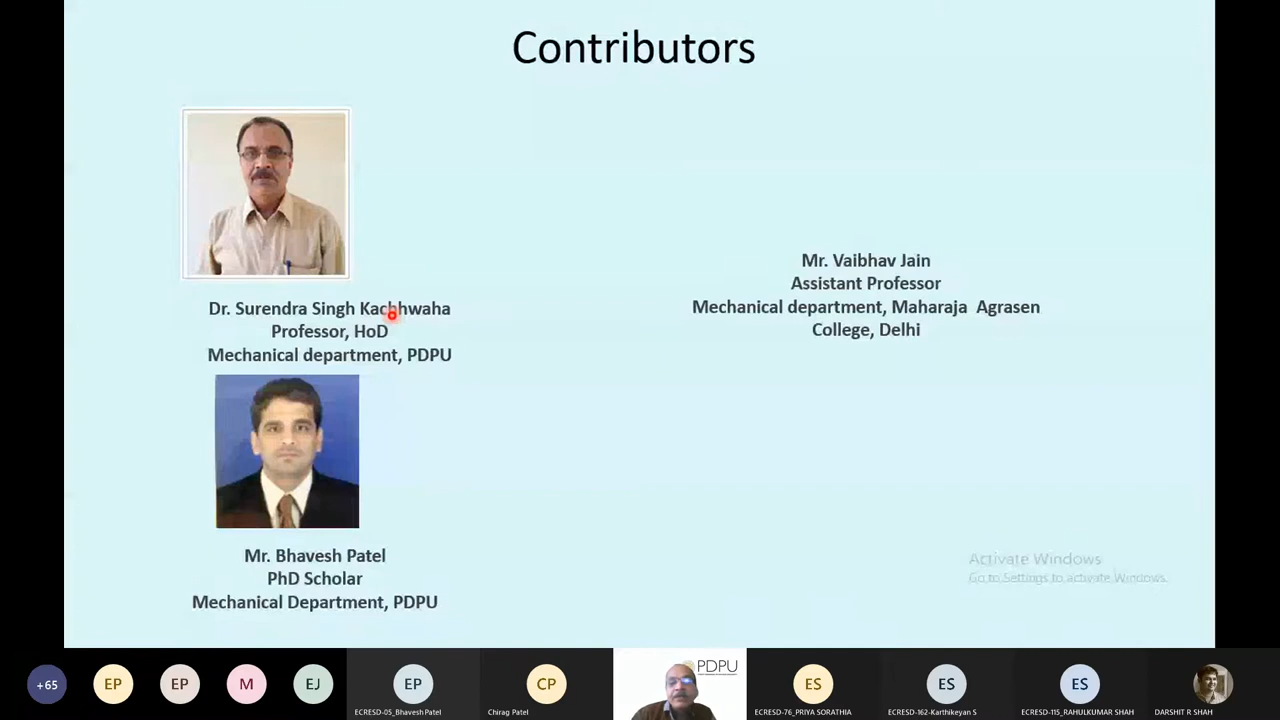 Contributors
Dr. Surendra Singh Kachhwaha
Professor, HoD
Mechanical department, PDPU
Mr. Vaibhav Jain
Assistant Professor
Mechanical department, Maharaja Agrasen
College, Delhi
Mr. Bhavesh Patel
PhD Scholar
Mechanical Department, PDPU
Activate Windows
Go to Settings to activate Windows.
+65
EP
EP
M
EJ
EP
ECRESD-05_Bhavesh Patel
CP
Chirag Patel
PDPU
ES
ECRESD-76_PRIYA SORATHIA
ES
ECRESD-162-Karthikeyan S
ES
ECRESD-115_RAHULKUMAR SHAH
DARSHIT R SHAH